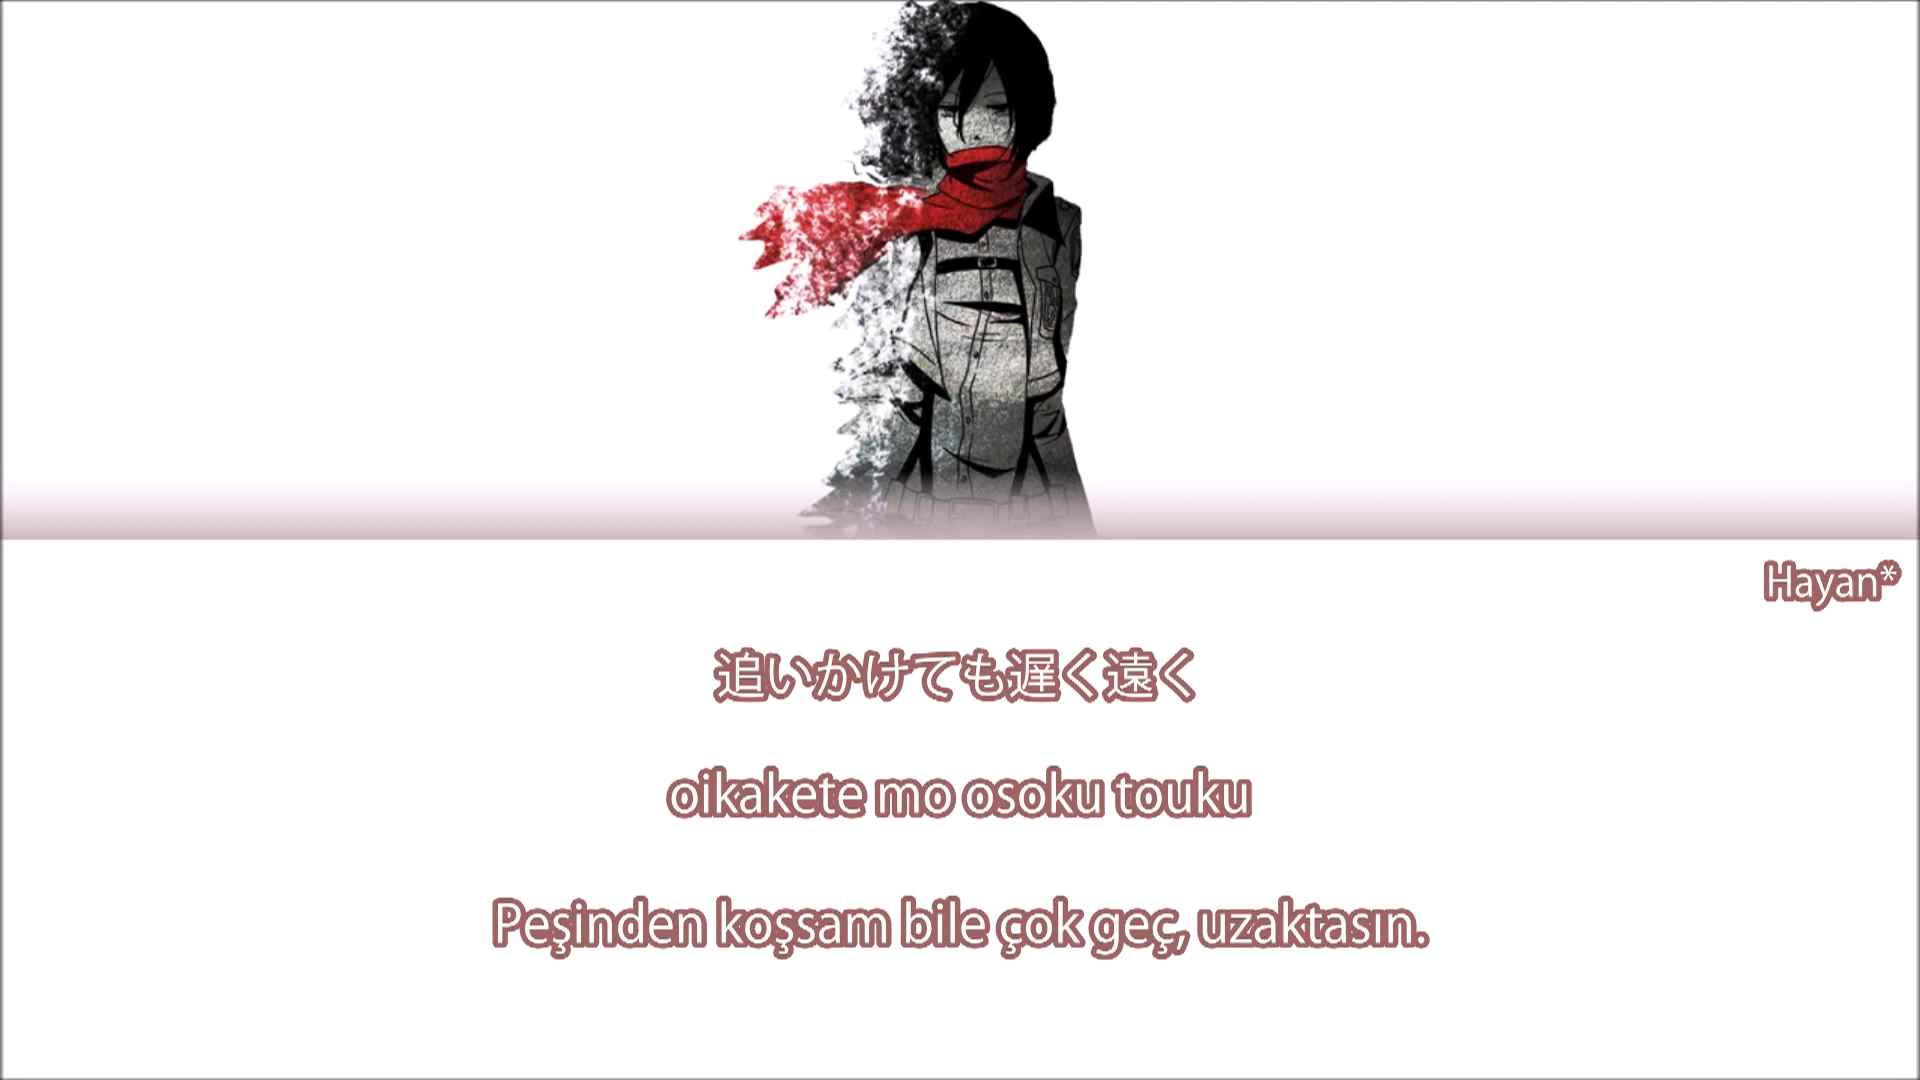 Hayan*
追いかけても遅く遠く
oikakete mo osoku touku
Peşinden koşsam bile çok geç, uzaktasın.